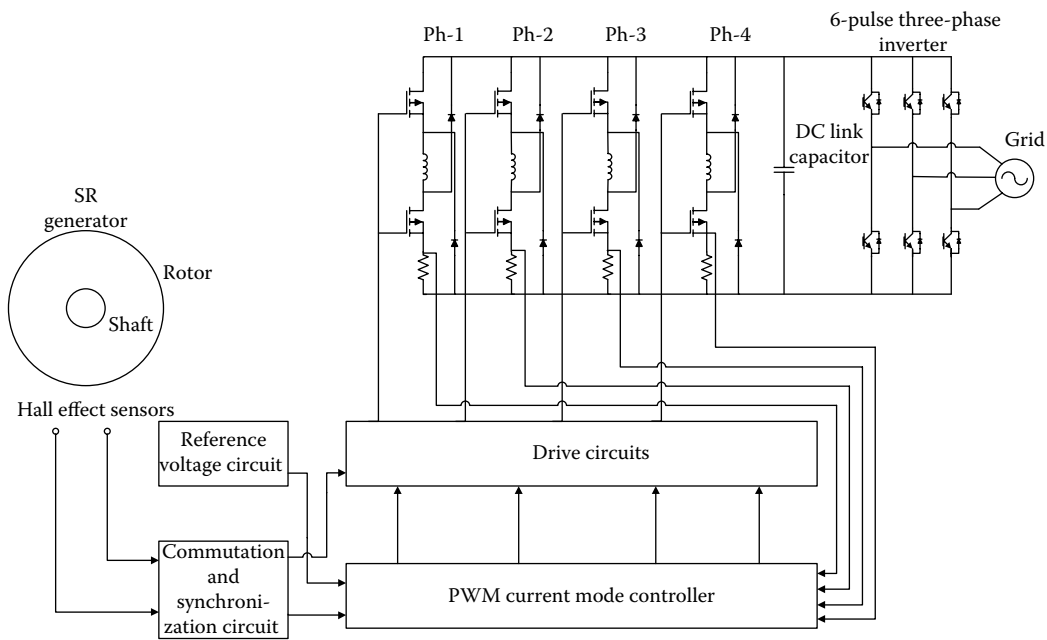 6-pulse three-phase
inverter
Ph-1
Ph-2
Ph-3
Ph-4
DC link
capacitor
Grid
SR
generator
Rotor
Shaft
Hall effect sensors
Reference
voltage circuit
Drive circuits
Commutation
and
synchroni-
zation circuit
PWM current mode controller